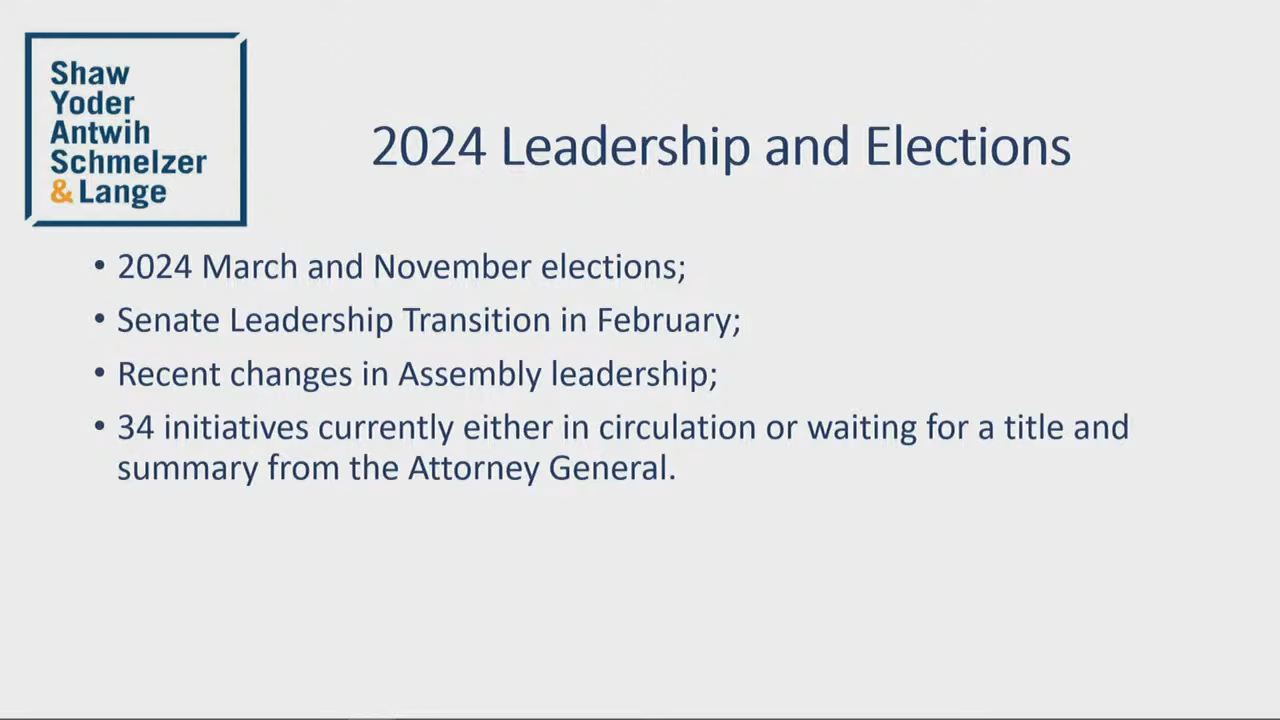 Shaw
Yoder
Antwih
Schmelzer
& Lange
2024 Leadership and Elections
• 2024 March and November elections;
• Senate Leadership Transition in February;
• Recent changes in Assembly leadership;
• 34 initiatives currently either in circulation or waiting for a title and
summary from the Attorney General.